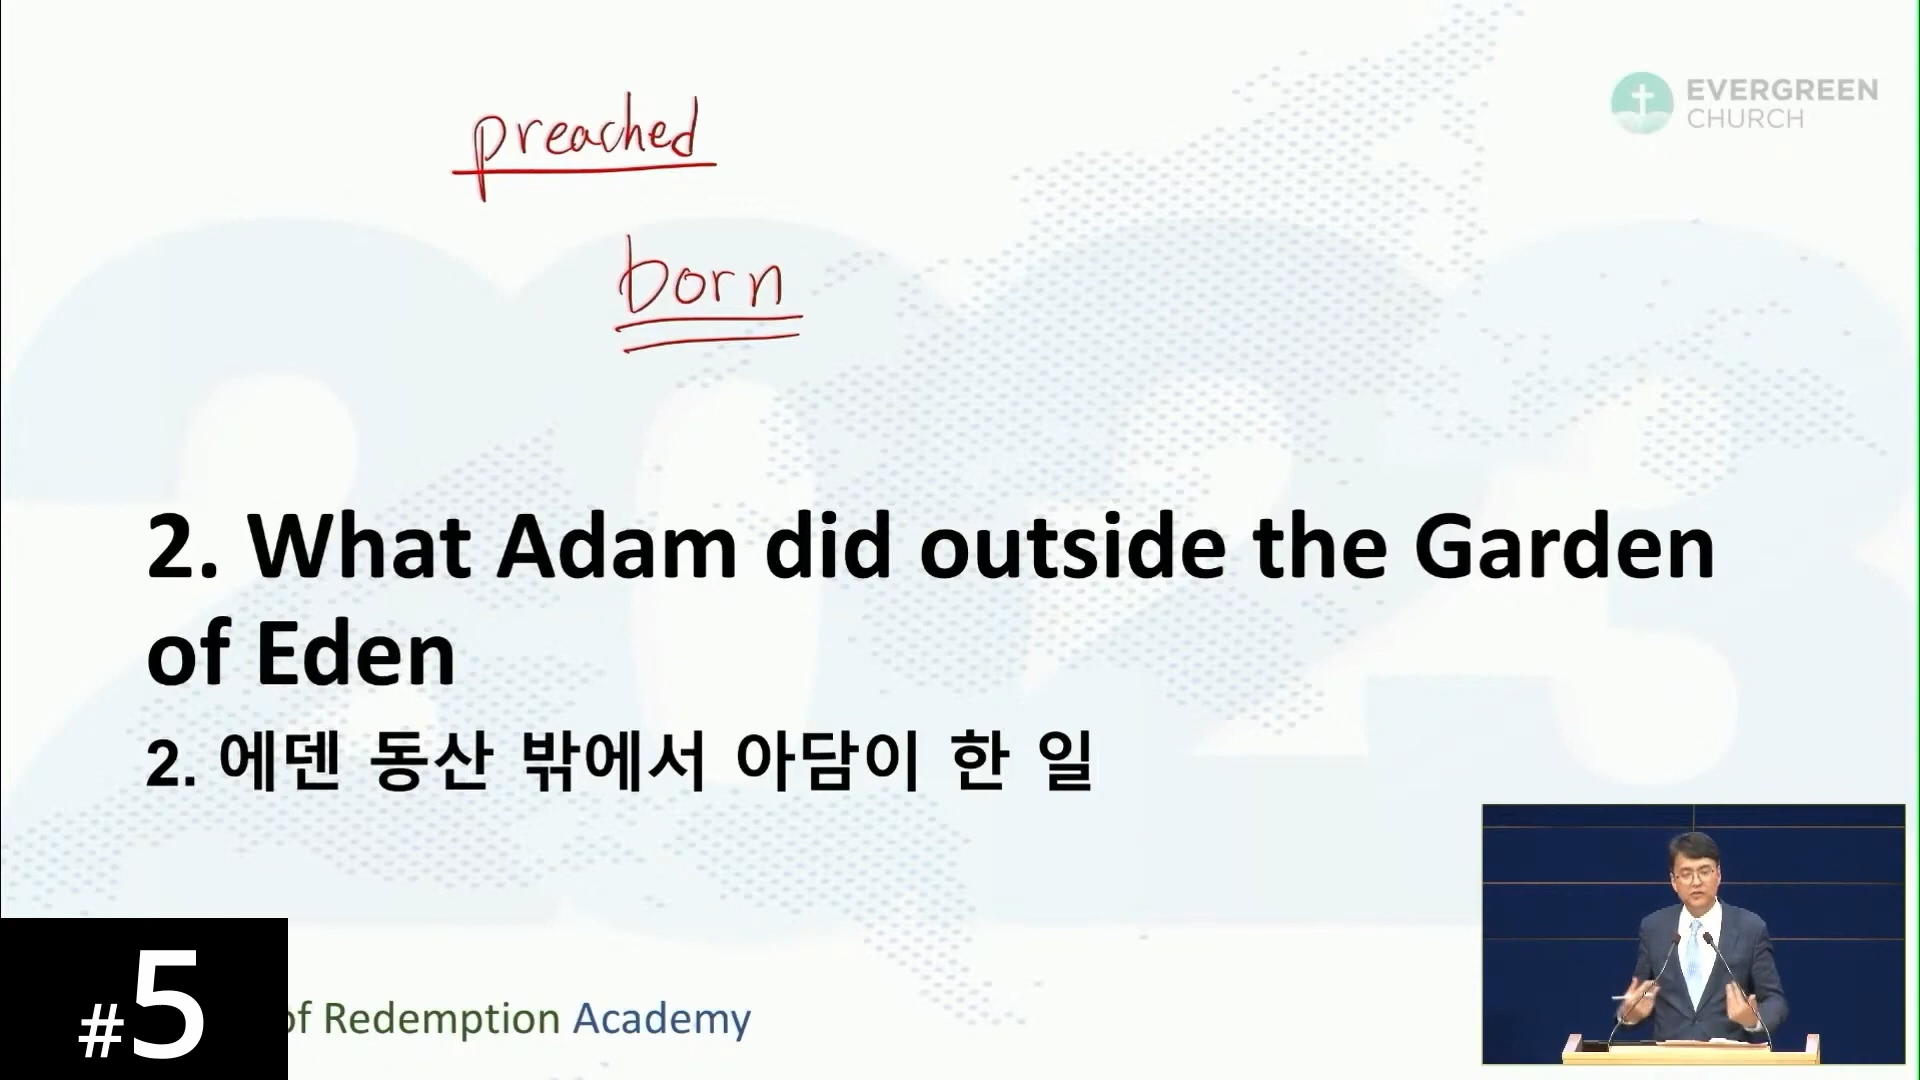 preached
EVERGREEN
CHURCH
born
2. What Adam did outside the Garden
of Eden
2. 에덴 동산 밖에서 아담이 한 일
#5
of Redemption Academy